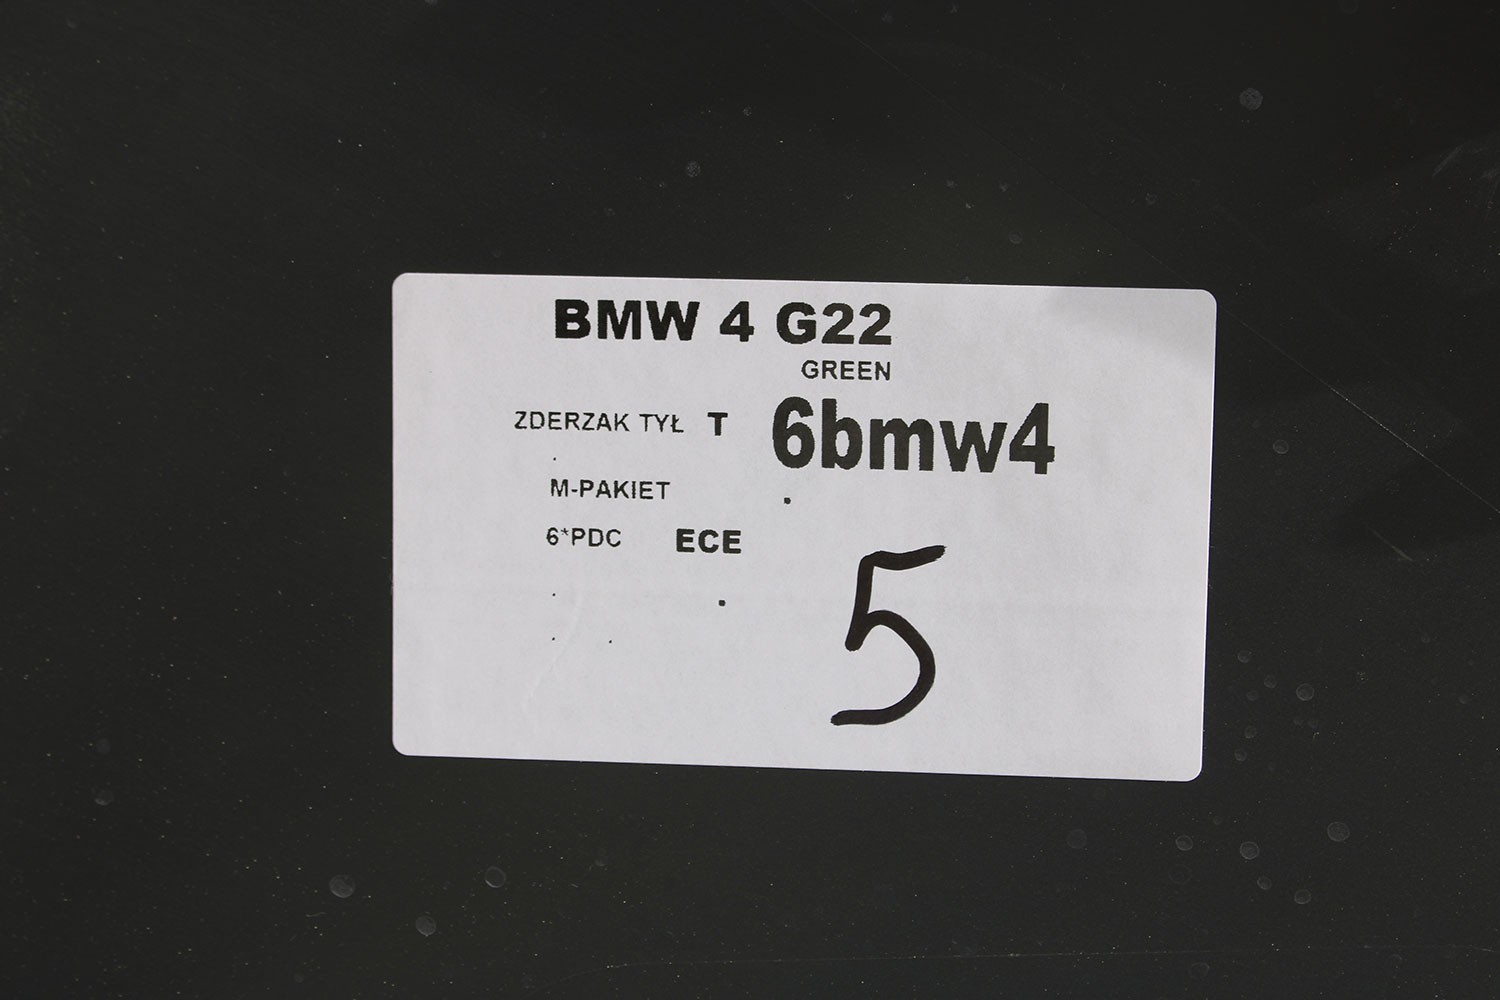 BMW 4 G22
GREEN
ZDERZAK TYŁ T 6bmw4
M-PAKIET
6*PDC ECE
5